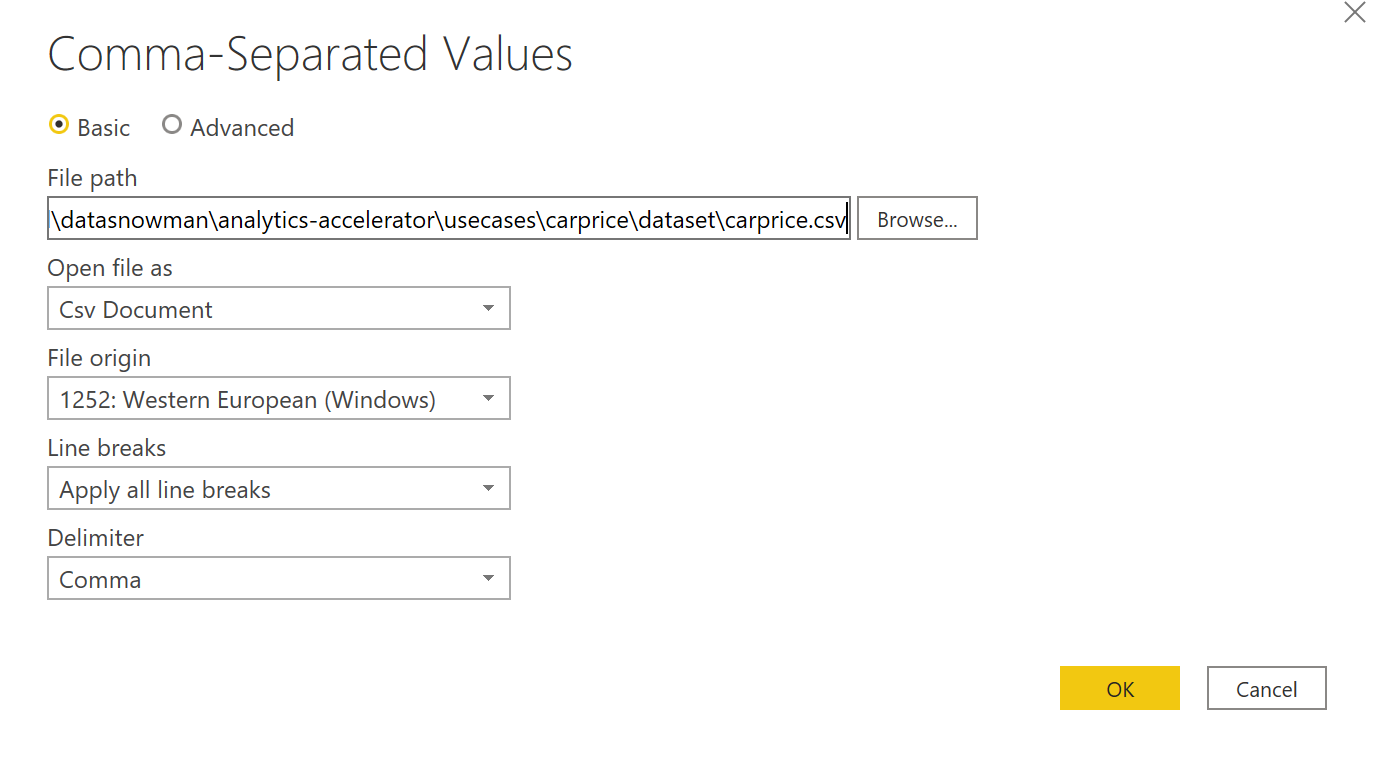 Comma-Separated Values
Basic Advanced
File path
\datasnowman\analytics-accelerator\usecases\carprice\dataset\carprice.csv Browse...
Open file as
Csv Document
File origin
1252: Western European (Windows)
Line breaks
Apply all line breaks
Delimiter
Comma
OK Cancel